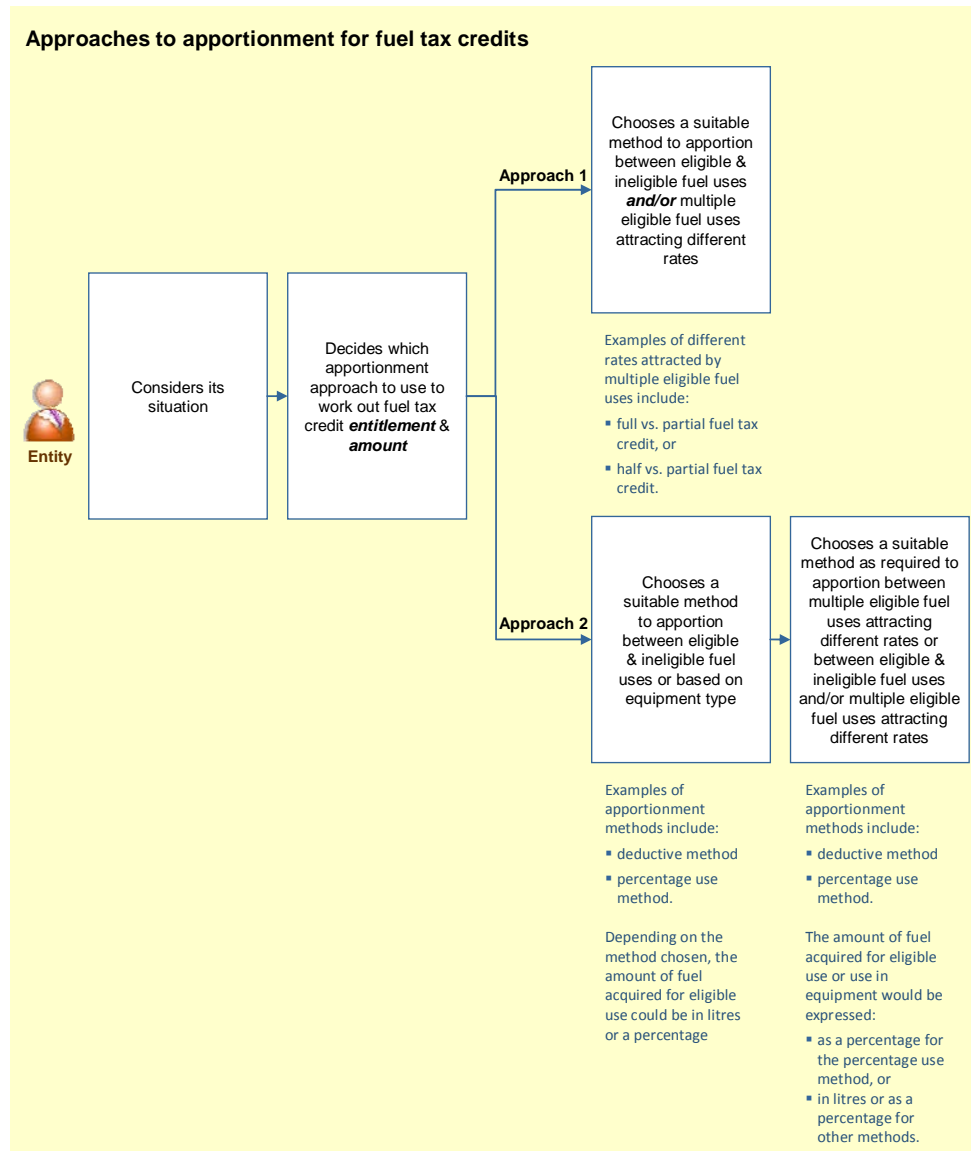 Approaches to apportionment for fuel tax credits
Entity
Considers its
situation
Decides which
apportionment
approach to use to
work out fuel tax
credit entitlement &
amount
Approach 1
Chooses a suitable
method to apportion
between eligible &
ineligible fuel uses
and/or multiple
eligible fuel uses
attracting different
rates
Examples of different
rates attracted by
multiple eligible fuel
uses include:
▪ full vs. partial fuel tax
credit, or
▪ half vs. partial fuel tax
credit.
Approach 2
Chooses a
suitable method
to apportion
between eligible
& ineligible fuel
uses or based on
equipment type
Examples of
apportionment
methods include:
▪ deductive method
▪ percentage use
method.
Depending on the
method chosen, the
amount of fuel
acquired for eligible
use could be in litres
or a percentage
Chooses a suitable
method as required to
apportion between
multiple eligible fuel
uses attracting
different rates or
between eligible &
ineligible fuel uses
and/or multiple eligible
fuel uses attracting
different rates
Examples of
apportionment
methods include:
▪ deductive method
▪ percentage use
method.
The amount of fuel
acquired for eligible
use or use in
equipment would be
expressed:
▪ as a percentage for
the percentage use
method, or
▪ in litres or as a
percentage for
other methods.